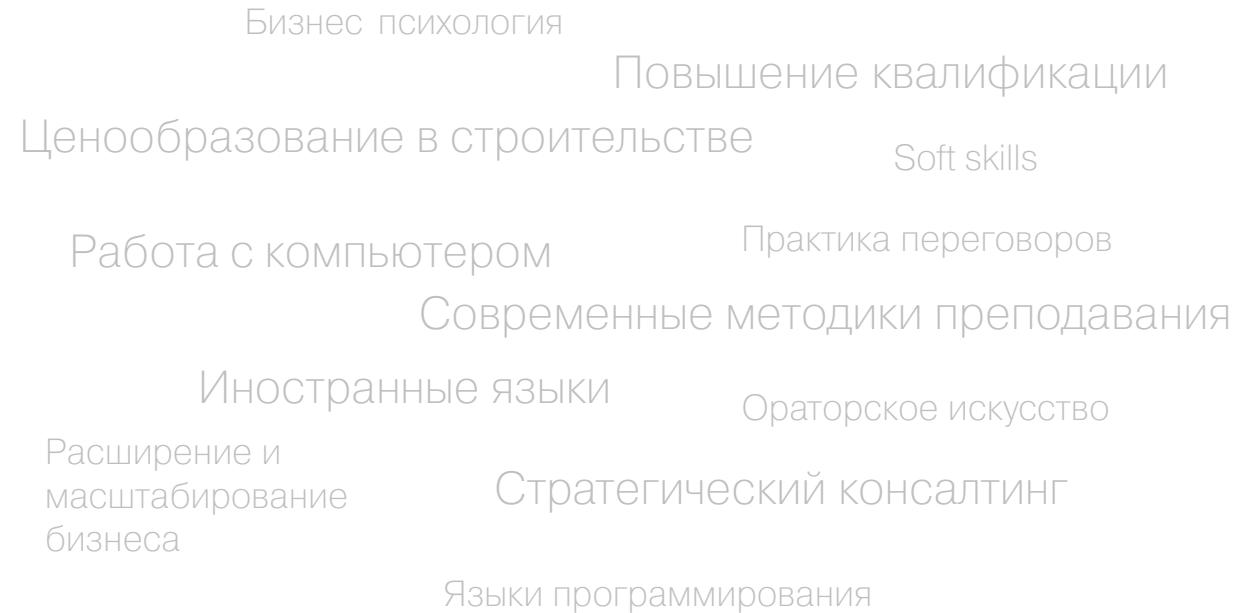 Бизнес психология
Повышение квалификации
Ценообразование в строительстве
Soft skills
Практика переговоров
Работа с компьютером
Современные методики преподавания
Иностранные языки
Ораторское искусство
Расширение и
масштабирование
бизнеса
Стратегический консалтинг
Языки программирования